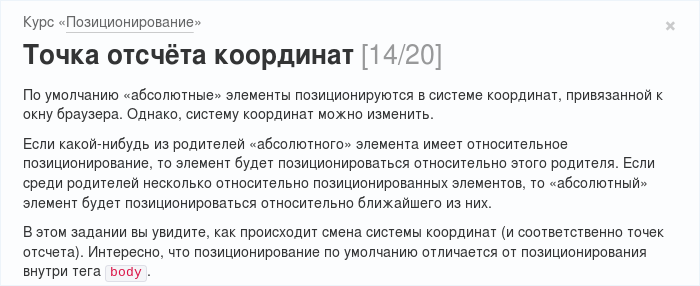 Курс «Позиционирование»
Точка отсчёта координат [14/20]
По умолчанию «абсолютные» элементы позиционируются в системе координат, привязанной к
окну браузера. Однако, систему координат можно изменить.
Если какой-нибудь из родителей «абсолютного» элемента имеет относительное
позиционирование, то элемент будет позиционироваться относительно этого родителя. Если
среди родителей несколько относительно позиционированных элементов, то «абсолютный»
элемент будет позиционироваться относительно ближайшего из них.
В этом задании вы увидите, как происходит смена системы координат (и соответственно точек
отсчета). Интересно, что позиционирование по умолчанию отличается от позиционирования
внутри тега body.